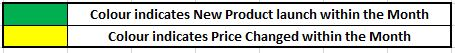 Colour indicates New Product launch within the Month
Colour indicates Price Changed within the Month